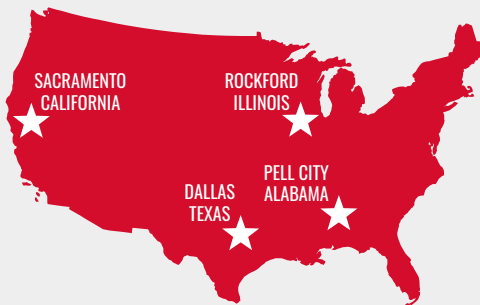 SACRAMENTO
CALIFORNIA
ROCKFORD
ILLINOIS
PELL CITY
ALABAMA
DALLAS
TEXAS